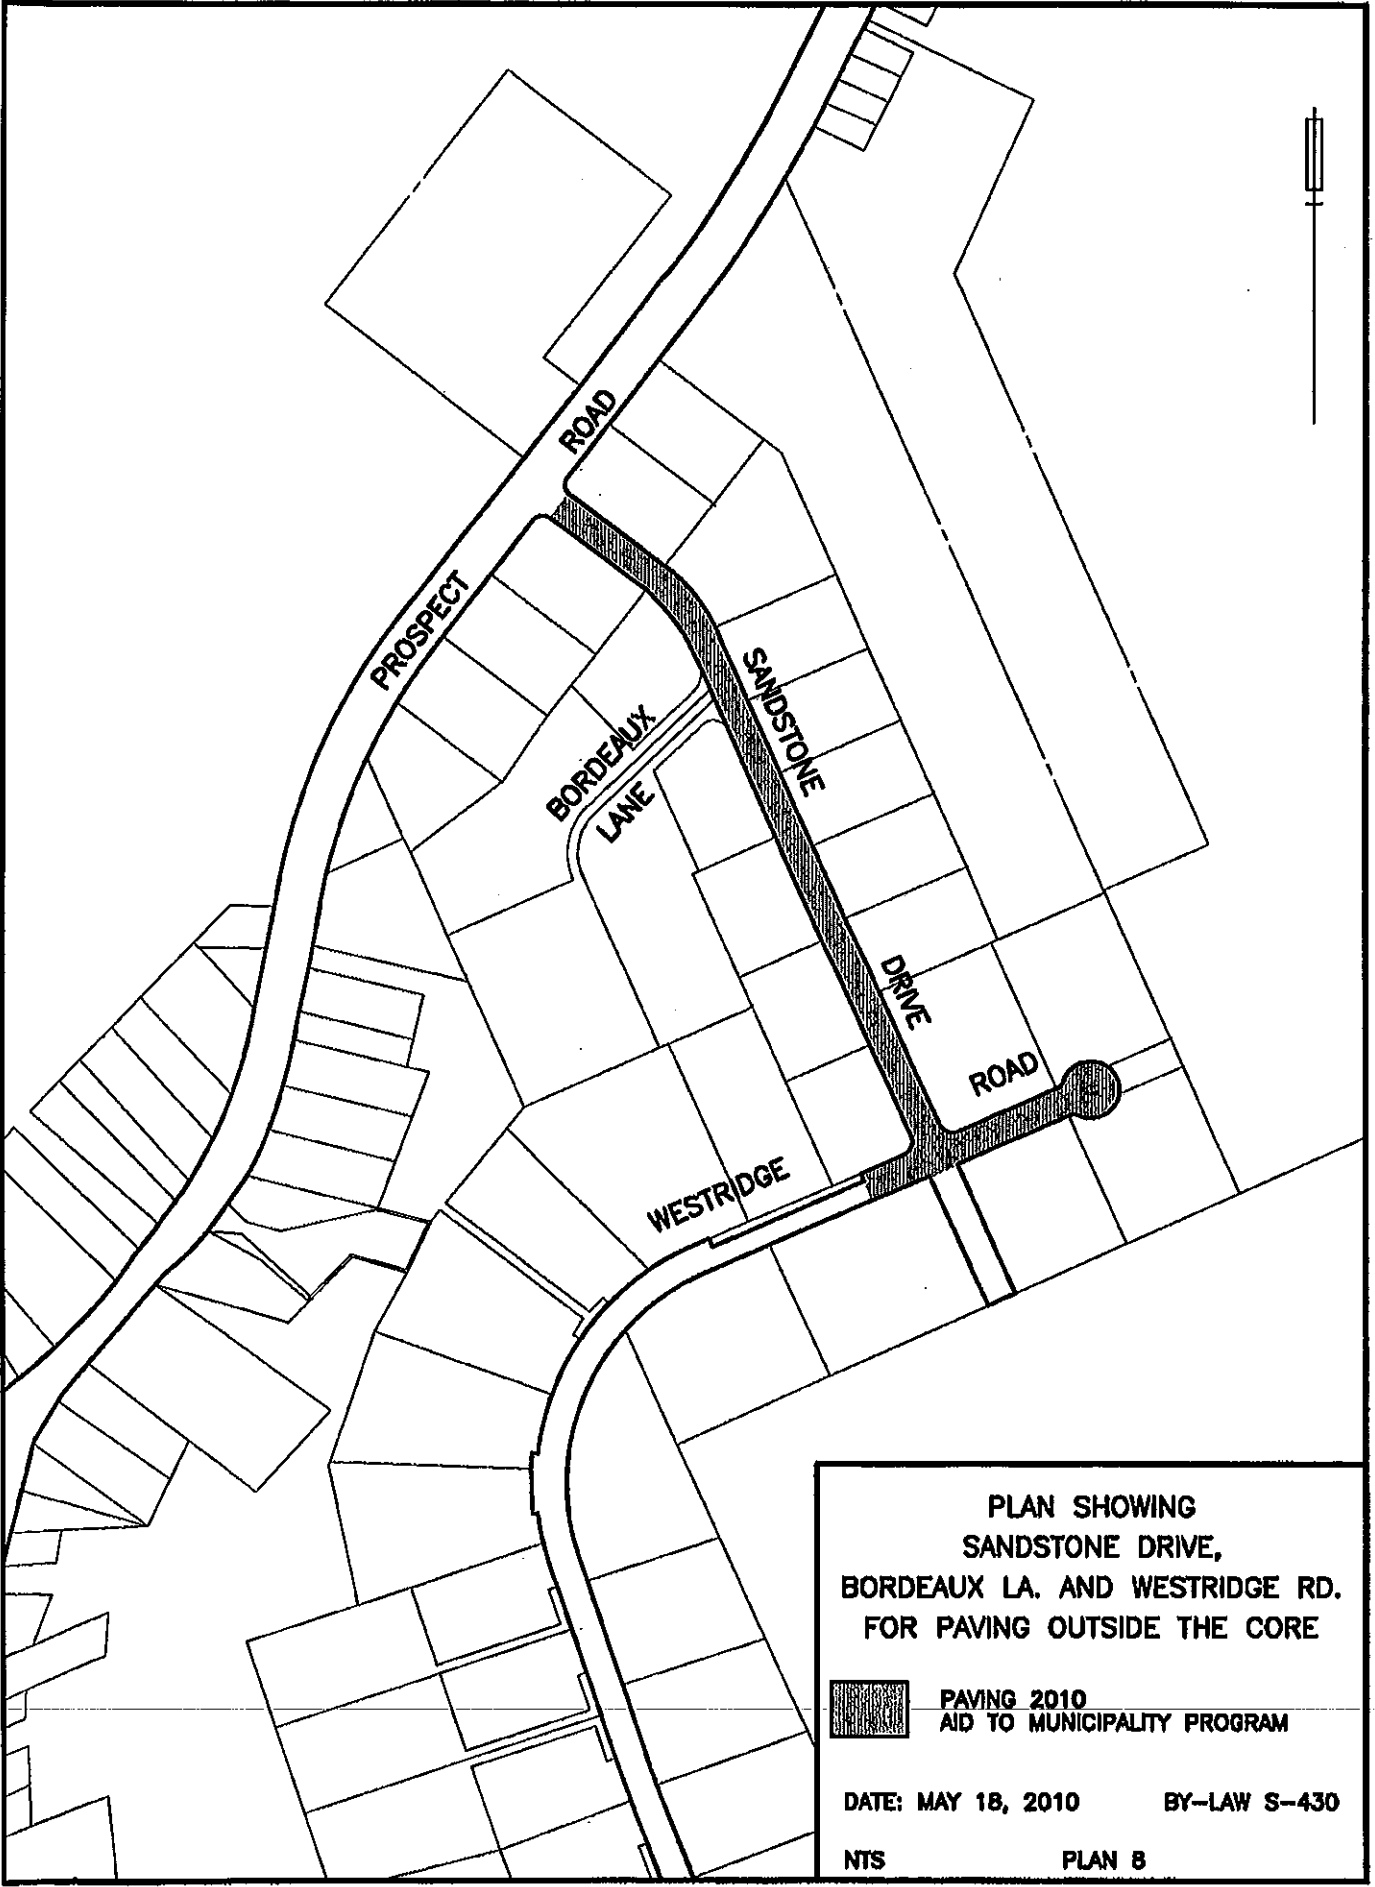 PROSPECT ROAD
SANDSTONE DRIVE
BORDEAUX
LANE
WESTRIDGE ROAD
PLAN SHOWING
SANDSTONE DRIVE,
BORDEAUX LA. AND WESTRIDGE RD.
FOR PAVING OUTSIDE THE CORE
PAVING 2010
AID TO MUNICIPALITY PROGRAM
DATE: MAY 18, 2010 BY-LAW S-430
NTS PLAN 8